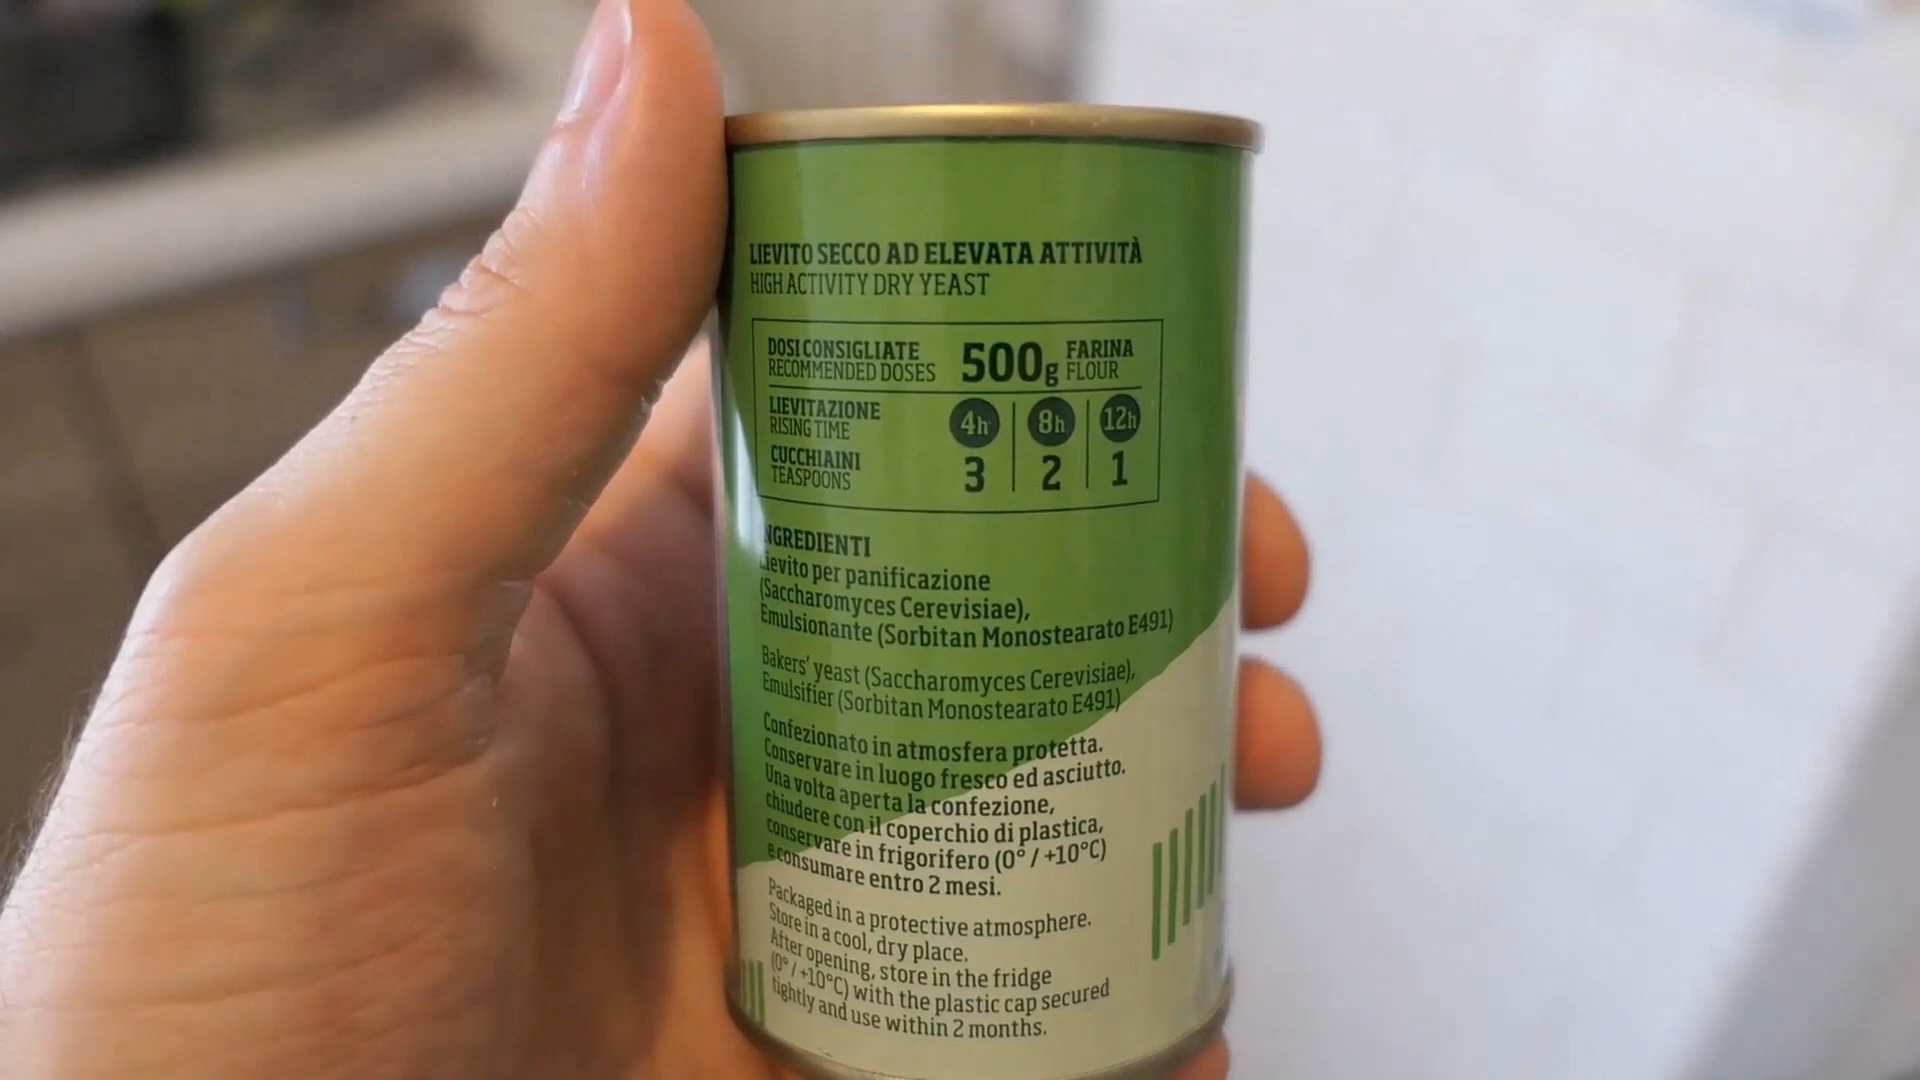 LIEVITO SECCO AD ELEVATA ATTIVITÀ
HIGH ACTIVITY DRY YEAST
DOSI CONSIGLIATE
RECOMMENDED DOSES
500g
FARINA
FLOUR
LIEVITAZIONE
RISING TIME
4h 8h 12h
CUCCHIAINI
TEASPOONS
3 2 1
INGREDIENTI
Lievito per panificazione
(Saccharomyces Cerevisiae),
Emulsionante (Sorbitan Monostearato E491)
Bakers' yeast (Saccharomyces Cerevisiae),
Emulsifier (Sorbitan Monostearato E491)
Confezionato in atmosfera protetta.
Conservare in luogo fresco ed asciutto.
Una volta aperta la confezione,
chiudere con il coperchio di plastica,
conservare in frigorifero (0° / +10°C)
e consumare entro 2 mesi.
Packaged in a protective atmosphere.
Store in a cool, dry place.
After opening, store in the fridge
(0° / +10°C) with the plastic cap secured
tightly and use within 2 months.